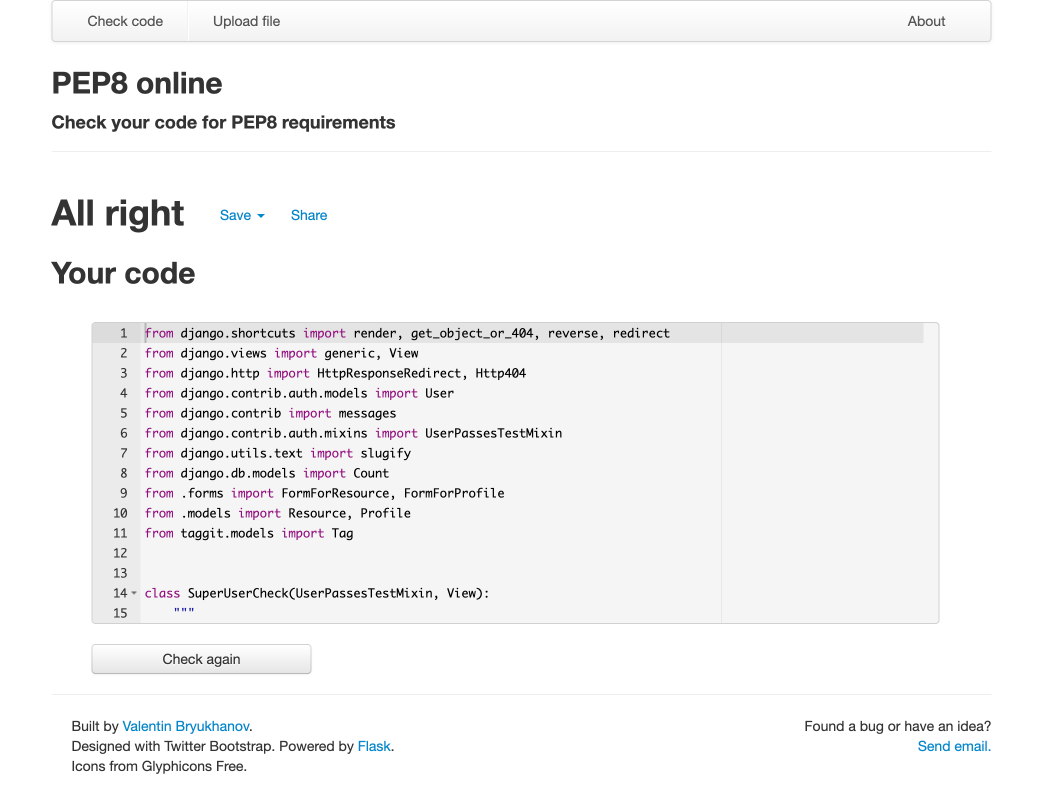 Check code Upload file About
PEP8 online
Check your code for PEP8 requirements
All right Save Share
Your code
1 from django.shortcuts import render, get_object_or_404, reverse, redirect
2 from django.views import generic, View
3 from django.http import HttpResponseRedirect, Http404
4 from django.contrib.auth.models import User
5 from django.contrib import messages
6 from django.contrib.auth.mixins import UserPassesTestMixin
7 from django.utils.text import slugify
8 from django.db.models import Count
9 from .forms import FormForResource, FormForProfile
10 from .models import Resource, Profile
11 from taggit.models import Tag
12
13
14 class SuperUserCheck(UserPassesTestMixin, View):
15     """
Check again
Built by Valentin Bryukhanov. Found a bug or have an idea?
Designed with Twitter Bootstrap. Powered by Flask. Send email.
Icons from Glyphicons Free.